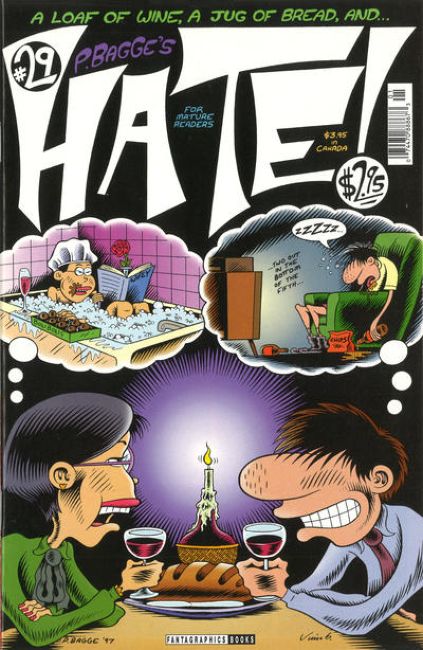 A LOAF OF WINE, A JUG OF BREAD, AND...
#29
P. BAGGE'S
HATE!
FOR
MATURE
READERS
$3.95
in
CANADA
$2.95
01
ZZZZZ...
...TWO OUT
IN THE
BOTTOM
OF THE
FIFTH...
CHIPS
P. BAGGE '97
FANTAGRAPHICS BOOKS